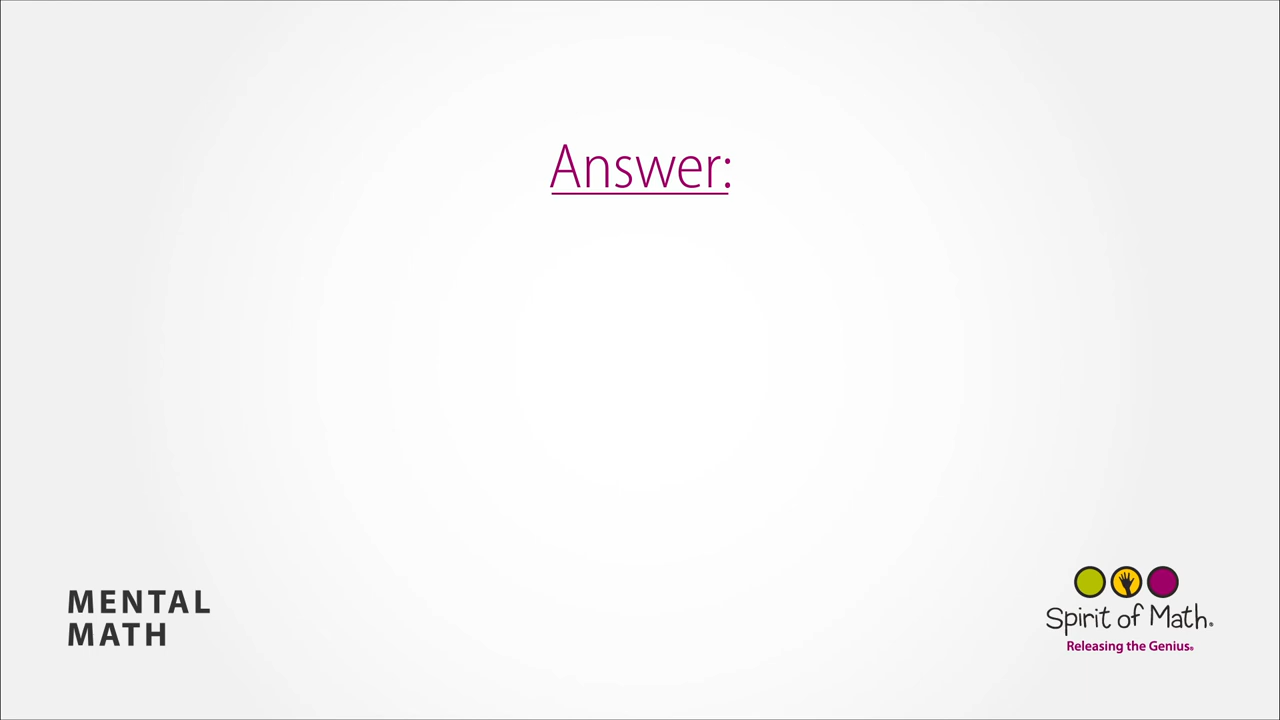 Answer:
MENTAL
MATH
Spirit of Math®
Releasing the Genius®